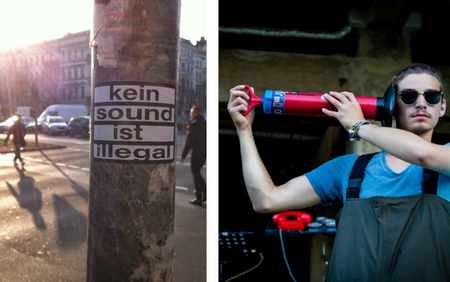 kein
sound
ist
illegal